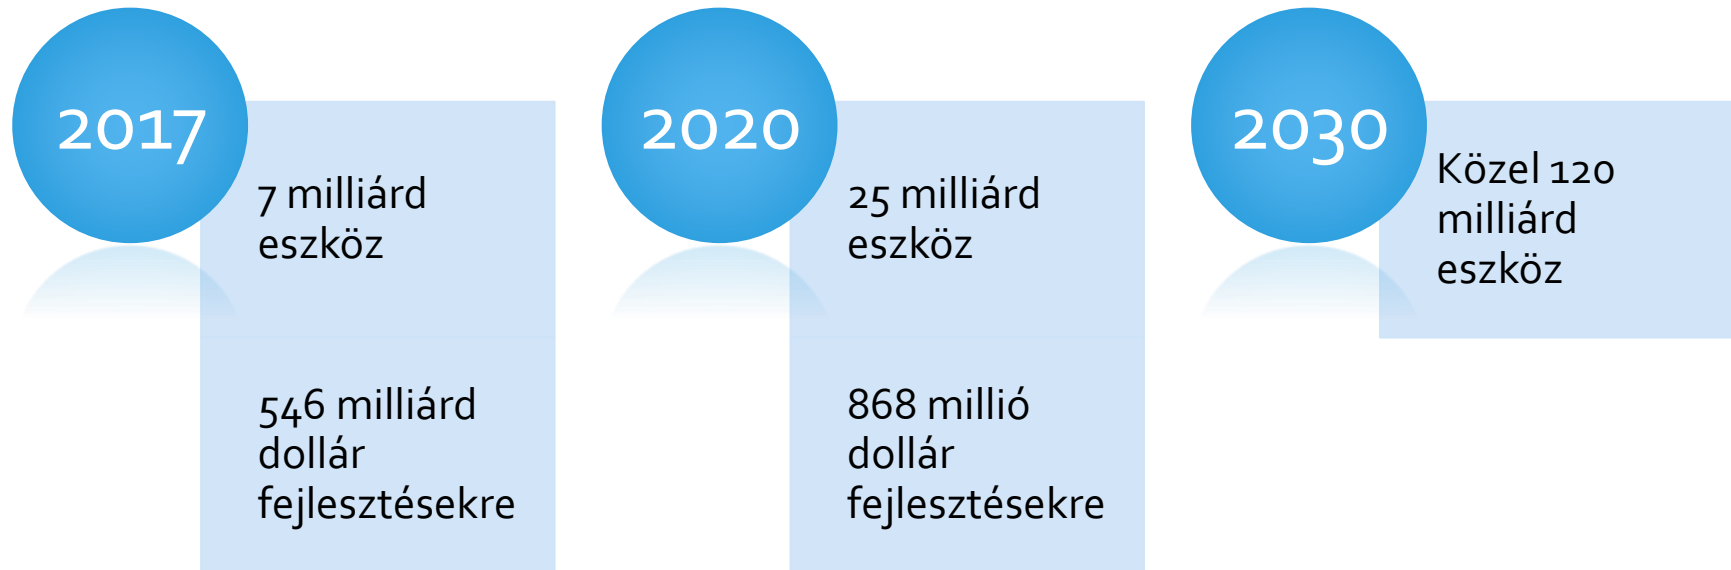 2017
7 milliárd
eszköz
546 milliárd
dollár
fejlesztésekre
2020
25 milliárd
eszköz
868 millió
dollár
fejlesztésekre
2030
Közel 120
milliárd
eszköz